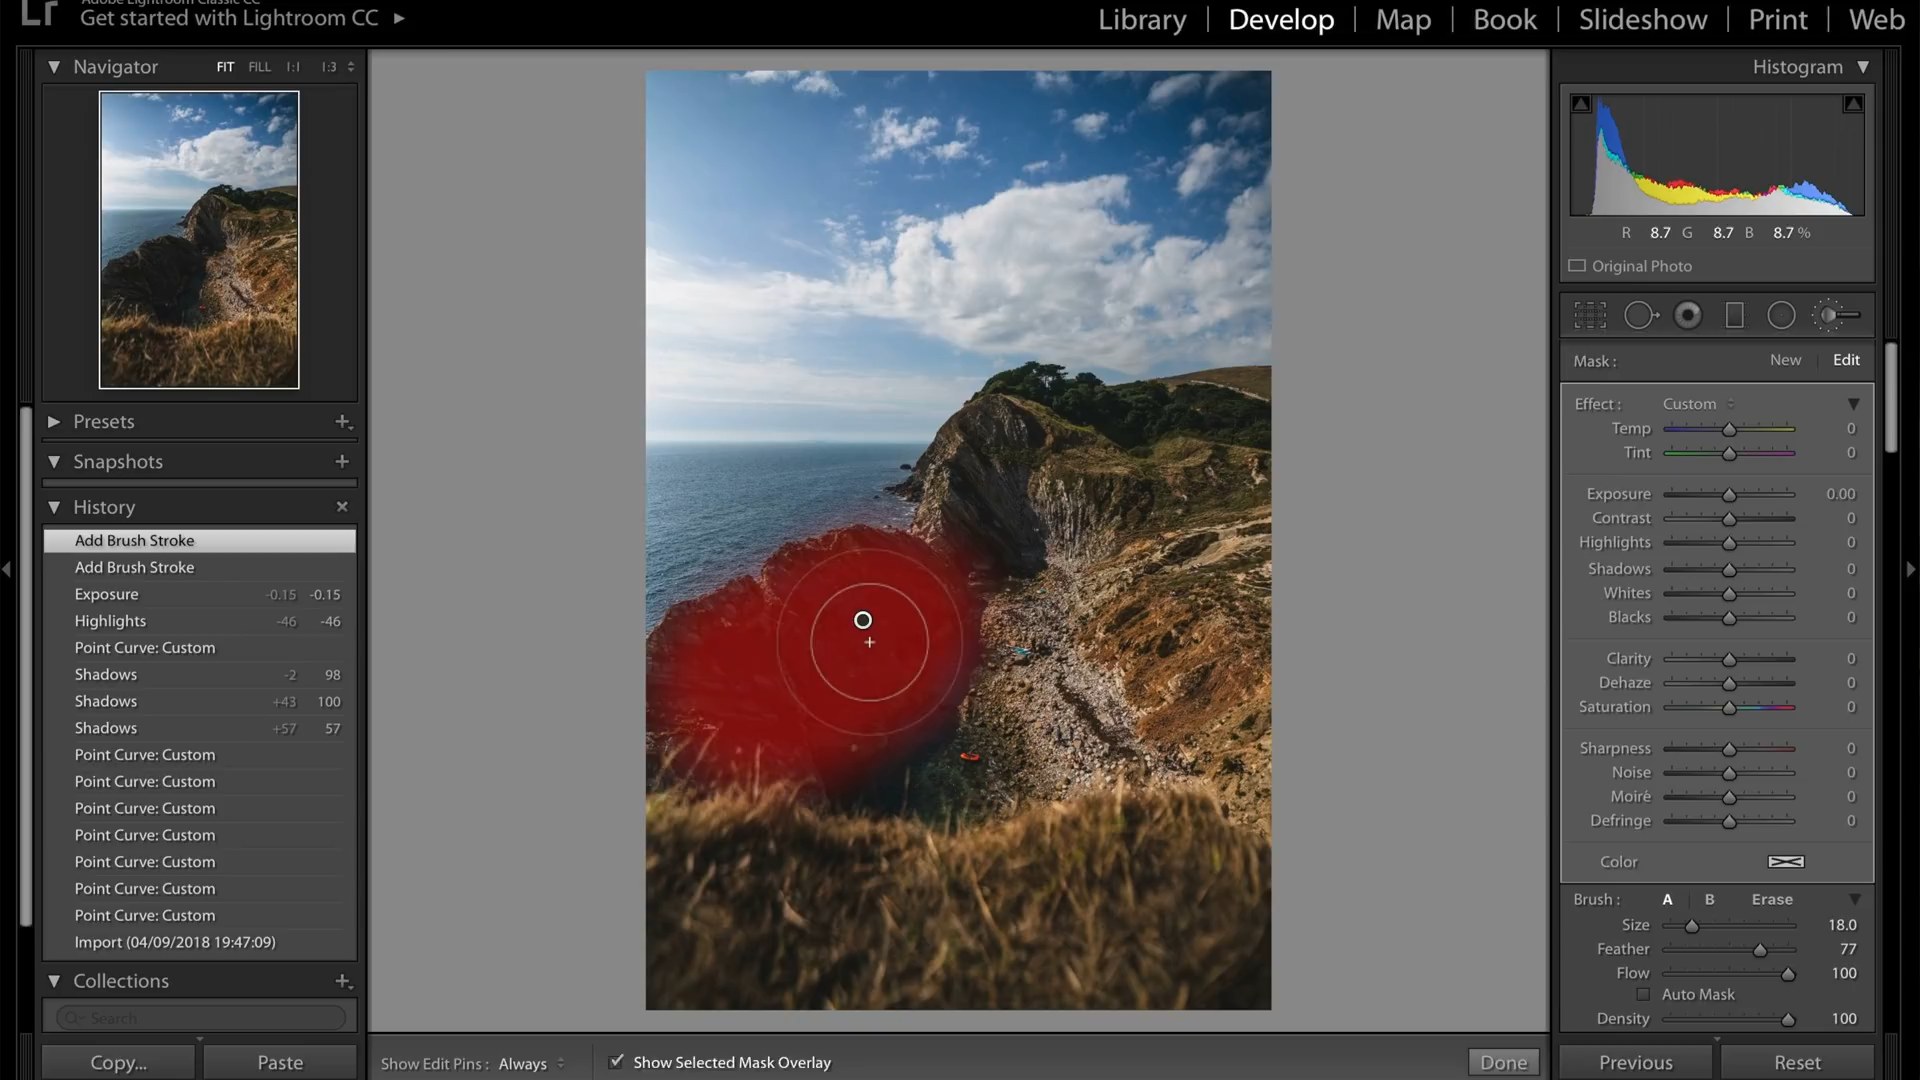 Lr
Adobe Lightroom Classic CC
Get started with Lightroom CC
Library | Develop | Map | Book | Slideshow | Print | Web
Navigator FIT FILL 1:1 1:3
Presets
Snapshots
History
Add Brush Stroke
Add Brush Stroke
Exposure -0.15 -0.15
Highlights -46 -46
Point Curve: Custom
Shadows -2 98
Shadows +43 100
Shadows +57 57
Point Curve: Custom
Point Curve: Custom
Point Curve: Custom
Point Curve: Custom
Point Curve: Custom
Point Curve: Custom
Point Curve: Custom
Import (04/09/2018 19:47:09)
Collections
Search
Copy... Paste
Show Edit Pins : Always
Show Selected Mask Overlay
Done
Histogram
R 8.7 G 8.7 B 8.7 %
Original Photo
Mask : New Edit
Effect : Custom
Temp 0
Tint 0
Exposure 0.00
Contrast 0
Highlights 0
Shadows 0
Whites 0
Blacks 0
Clarity 0
Dehaze 0
Saturation 0
Sharpness 0
Noise 0
Moiré 0
Defringe 0
Color
Brush : A B Erase
Size 18.0
Feather 77
Flow 100
Auto Mask
Density 100
Previous Reset